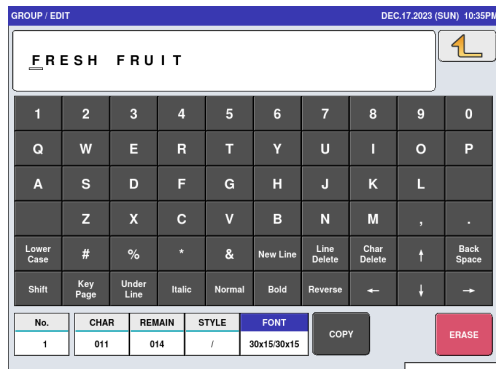 GROUP / EDIT DEC.17.2023 (SUN) 10:35PM
FRESH FRUIT
1 2 3 4 5 6 7 8 9 0
Q W E R T Y U I O P
A S D F G H J K L
Z X C V B N M , .
Lower Case # % * & New Line Line Delete Char Delete ↑ Back Space
Shift Key Page Under Line Italic Normal Bold Reverse ← ↓ →
No. CHAR REMAIN STYLE FONT COPY ERASE
1 011 014 / 30x15/30x15